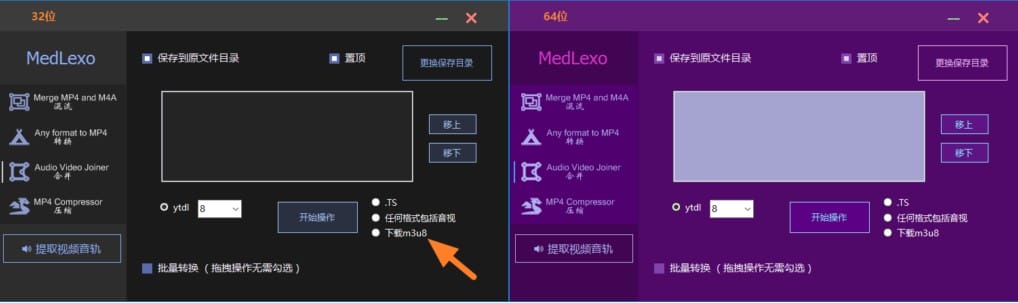 32位
MedLexo
保存到原文件目录
置顶
更换保存目录
Merge MP4 and M4A
混流
Any format to MP4
转换
Audio Video Joiner
合并
MP4 Compressor
压缩
提取视频音轨
移上
移下
ytdl
8
开始操作
.TS
任何格式包括音视
下载m3u8
批量转换（拖拽操作无需勾选）
64位
MedLexo
保存到原文件目录
置顶
更换保存目录
Merge MP4 and M4A
混流
Any format to MP4
转换
Audio Video Joiner
合并
MP4 Compressor
压缩
提取视频音轨
移上
移下
ytdl
8
开始操作
.TS
任何格式包括音视
下载m3u8
批量转换（拖拽操作无需勾选）